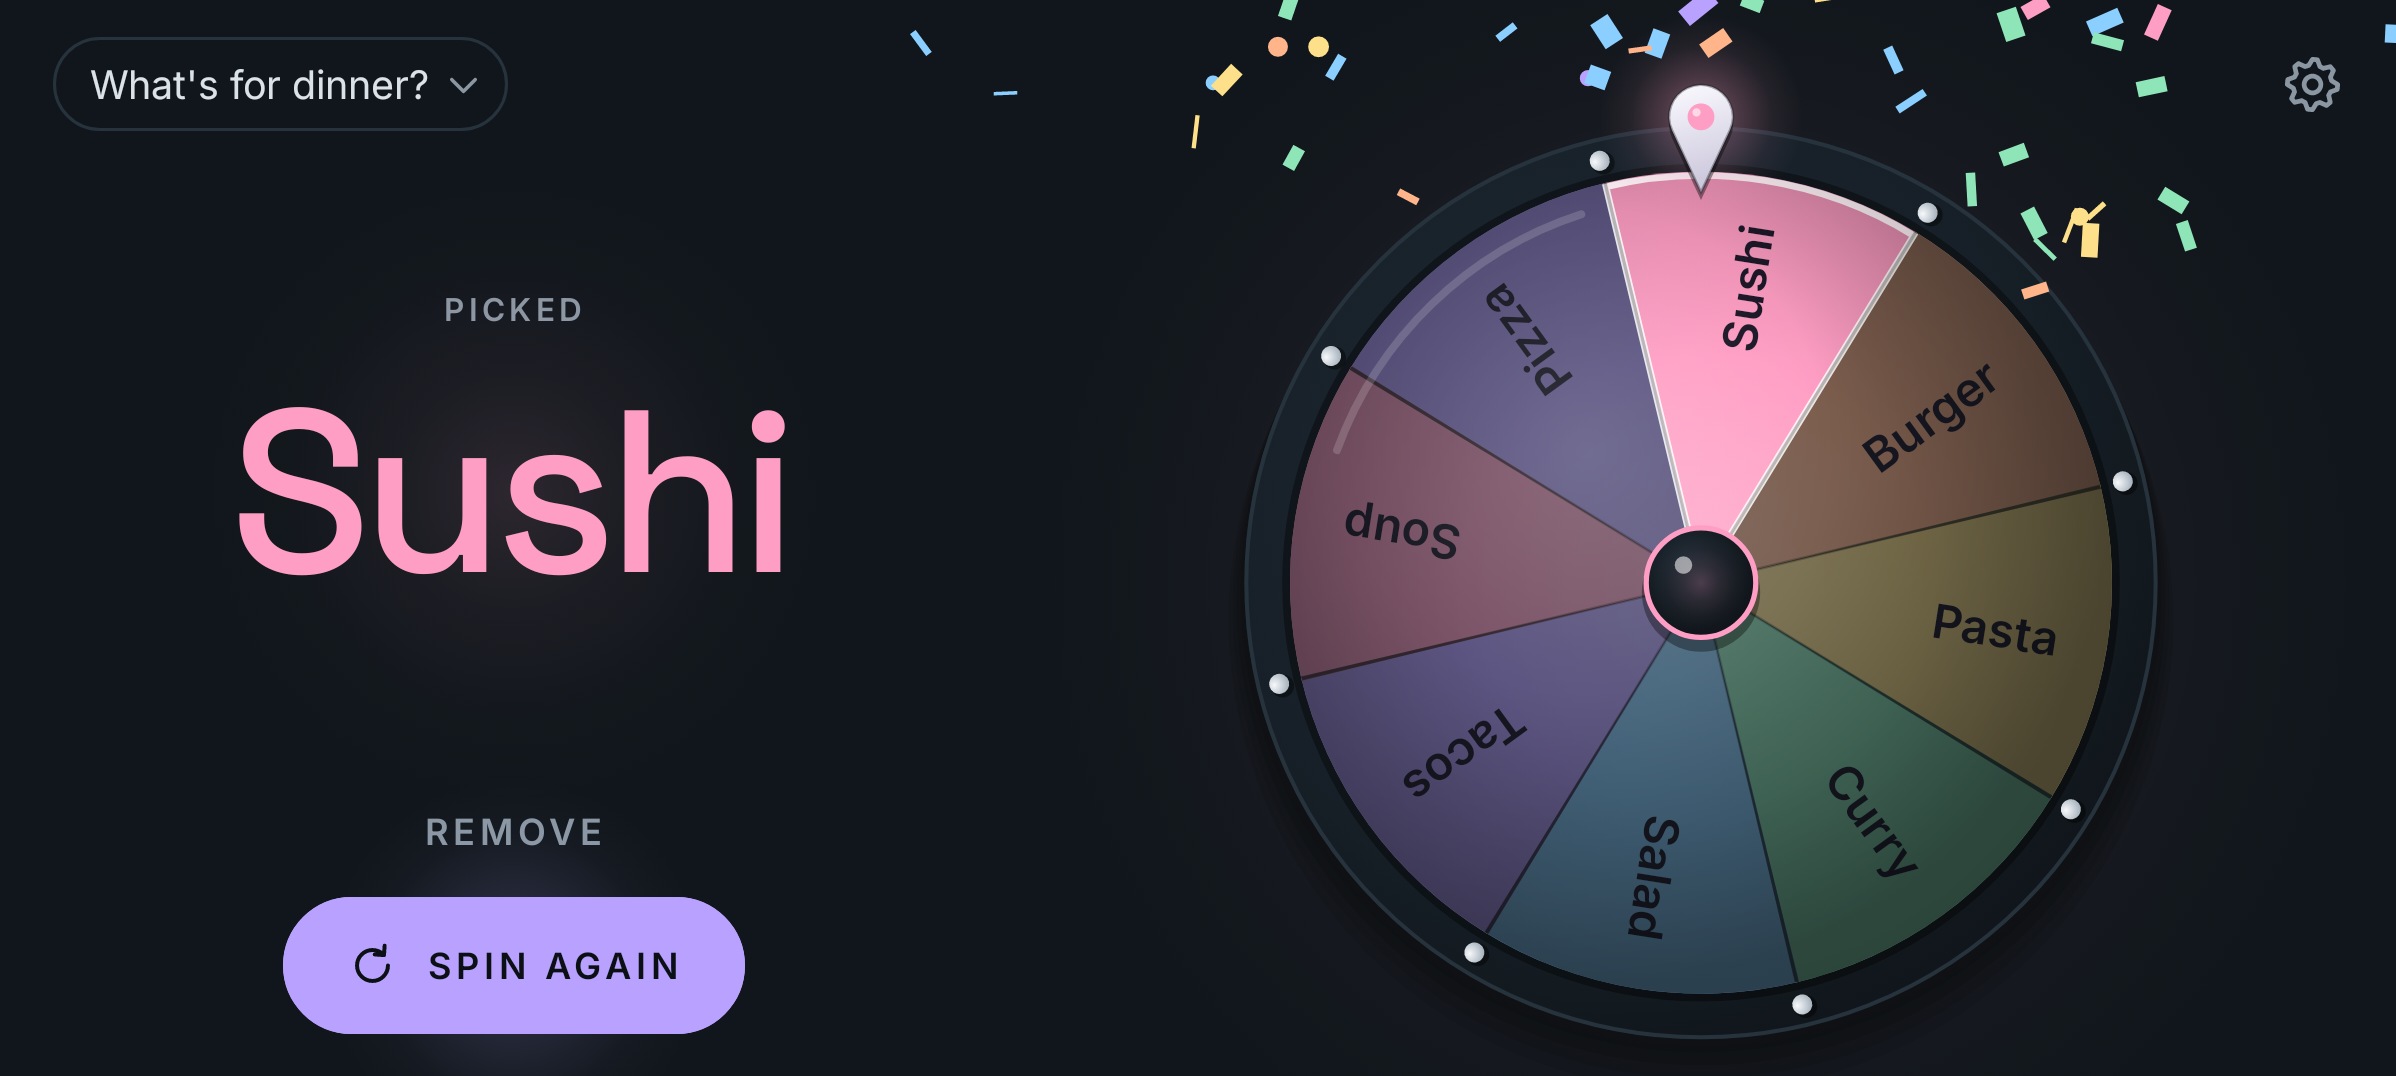 What's for dinner?
PICKED
Sushi
REMOVE
SPIN AGAIN
Sushi
Burger
Pasta
Curry
Salad
Tacos
Soup
Pizza